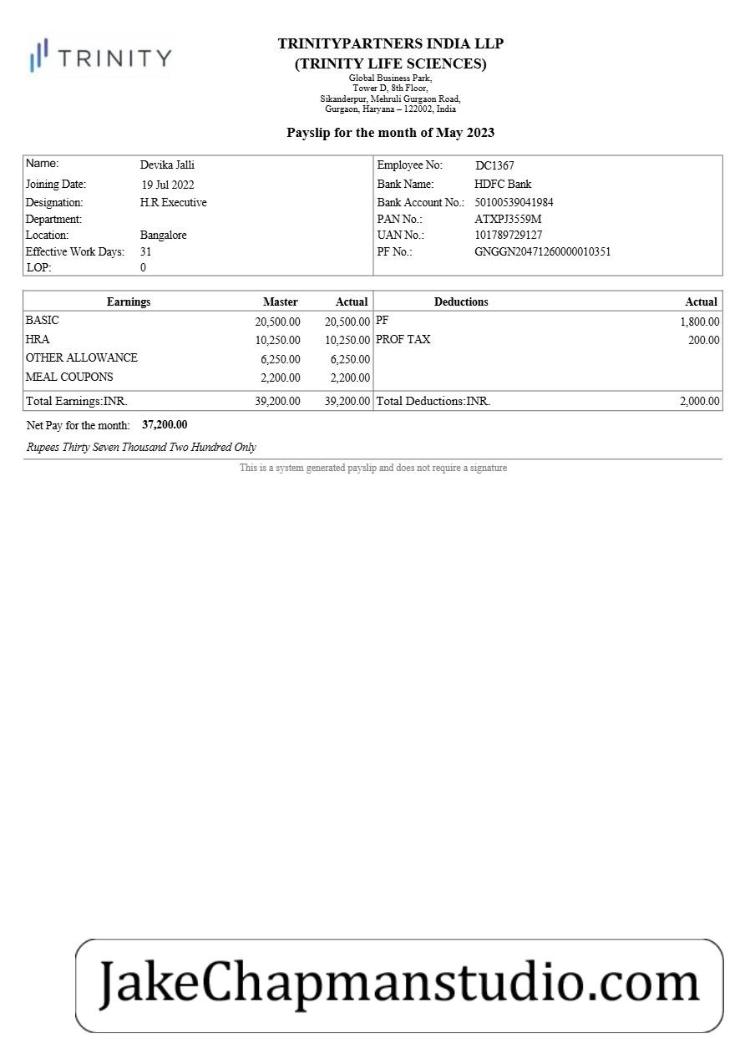 TRINITY
TRINITYPARTNERS INDIA LLP
(TRINITY LIFE SCIENCES)
Global Business Park,
Tower D, 8th Floor,
Sikanderpur, Mehruli Gurgaon Road,
Gurgaon, Haryana – 122002, India
Payslip for the month of May 2023
Name: Devika Jalli Employee No: DC1367
Joining Date: 19 Jul 2022 Bank Name: HDFC Bank
Designation: H.R Executive Bank Account No.: 50100539041984
Department: PAN No.: ATXPJ3559M
Location: Bangalore UAN No.: 101789729127
Effective Work Days: 31 PF No.: GNGGN20471260000010351
LOP: 0
Earnings Master Actual Deductions Actual
BASIC 20,500.00 20,500.00 PF 1,800.00
HRA 10,250.00 10,250.00 PROF TAX 200.00
OTHER ALLOWANCE 6,250.00 6,250.00
MEAL COUPONS 2,200.00 2,200.00
Total Earnings:INR. 39,200.00 39,200.00 Total Deductions:INR. 2,000.00
Net Pay for the month: 37,200.00
Rupees Thirty Seven Thousand Two Hundred Only
This is a system generated payslip and does not require a signature
JakeChapmanstudio.com